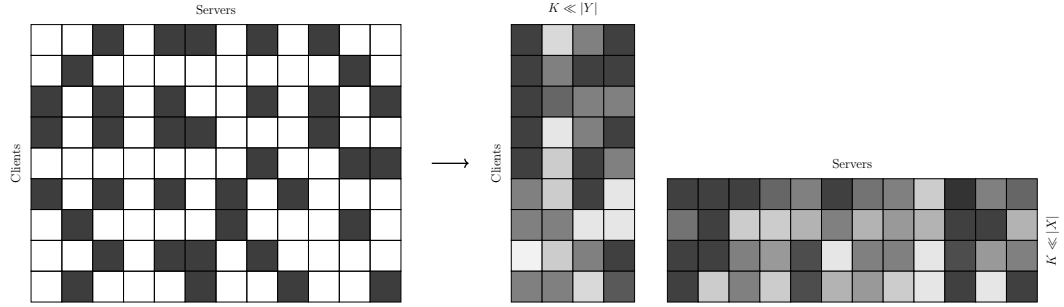 Servers
Clients
K ≪ |Y|
Clients
Servers
K ≪ |X|